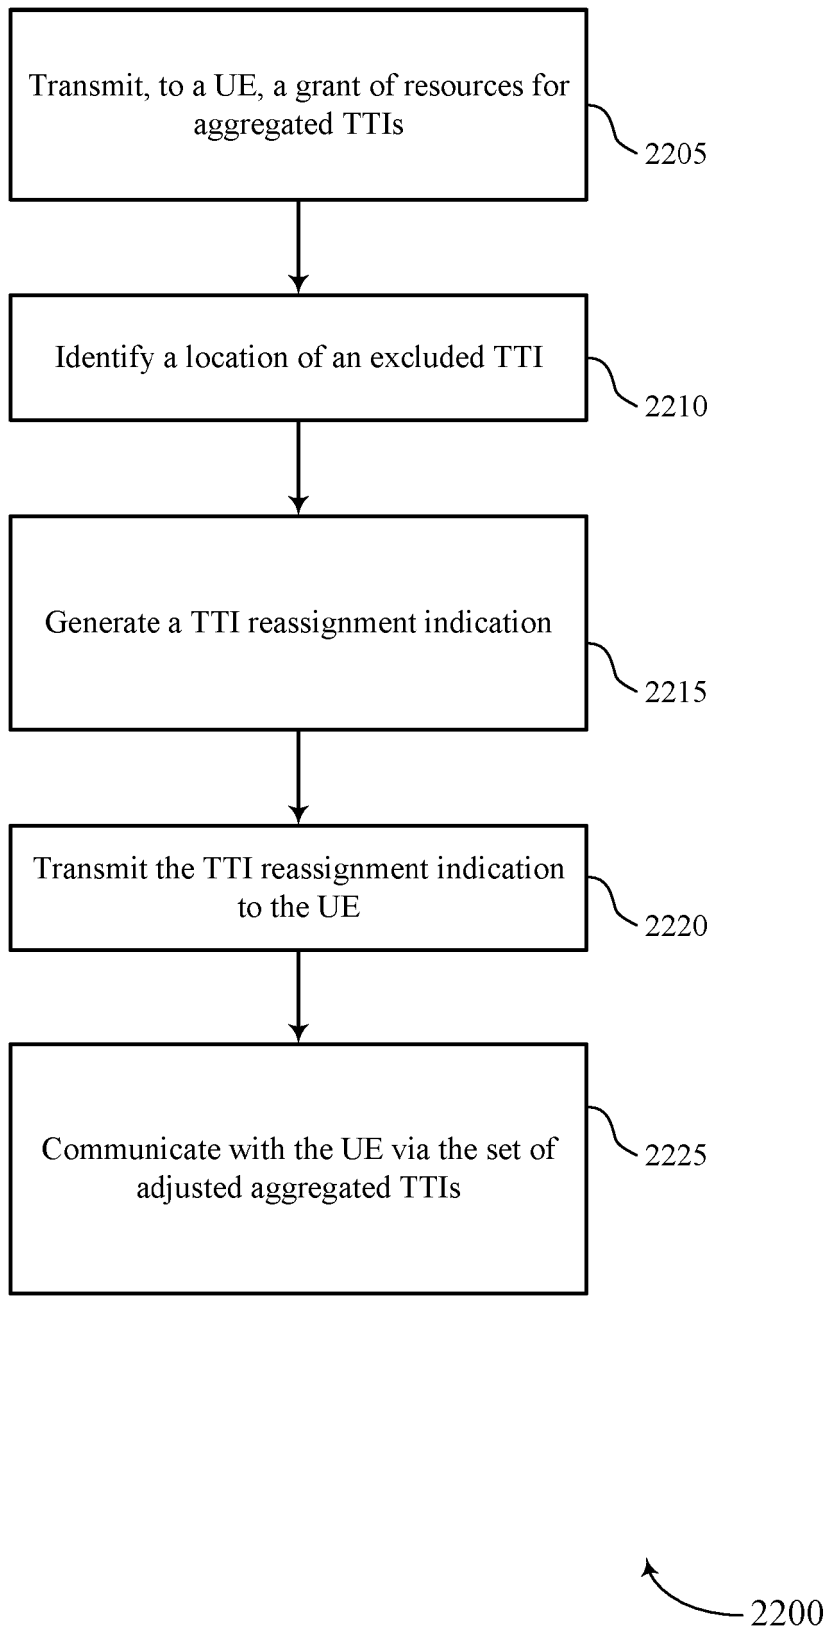 Transmit, to a UE, a grant of resources for
aggregated TTIs
2205
Identify a location of an excluded TTI
2210
Generate a TTI reassignment indication
2215
Transmit the TTI reassignment indication
to the UE
2220
Communicate with the UE via the set of
adjusted aggregated TTIs
2225
2200